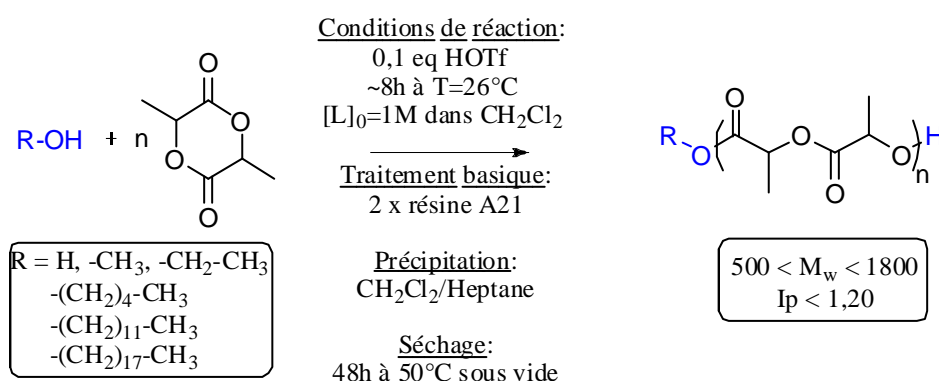 Conditions de réaction:
0,1 eq HOTf
~8h à T=26°C
[L]₀=1M dans CH₂Cl₂
R-OH + n
O
O
O
O
Traitement basique:
2 x résine A21
Précipitation:
CH₂Cl₂/Heptane
Séchage:
48h à 50°C sous vide
R = H, -CH₃, -CH₂-CH₃
-(CH₂)₄-CH₃
-(CH₂)₁₁-CH₃
-(CH₂)₁₇-CH₃
R
O
(
O
O
O
O
)
n
H
500 < M_w < 1800
Ip < 1,20